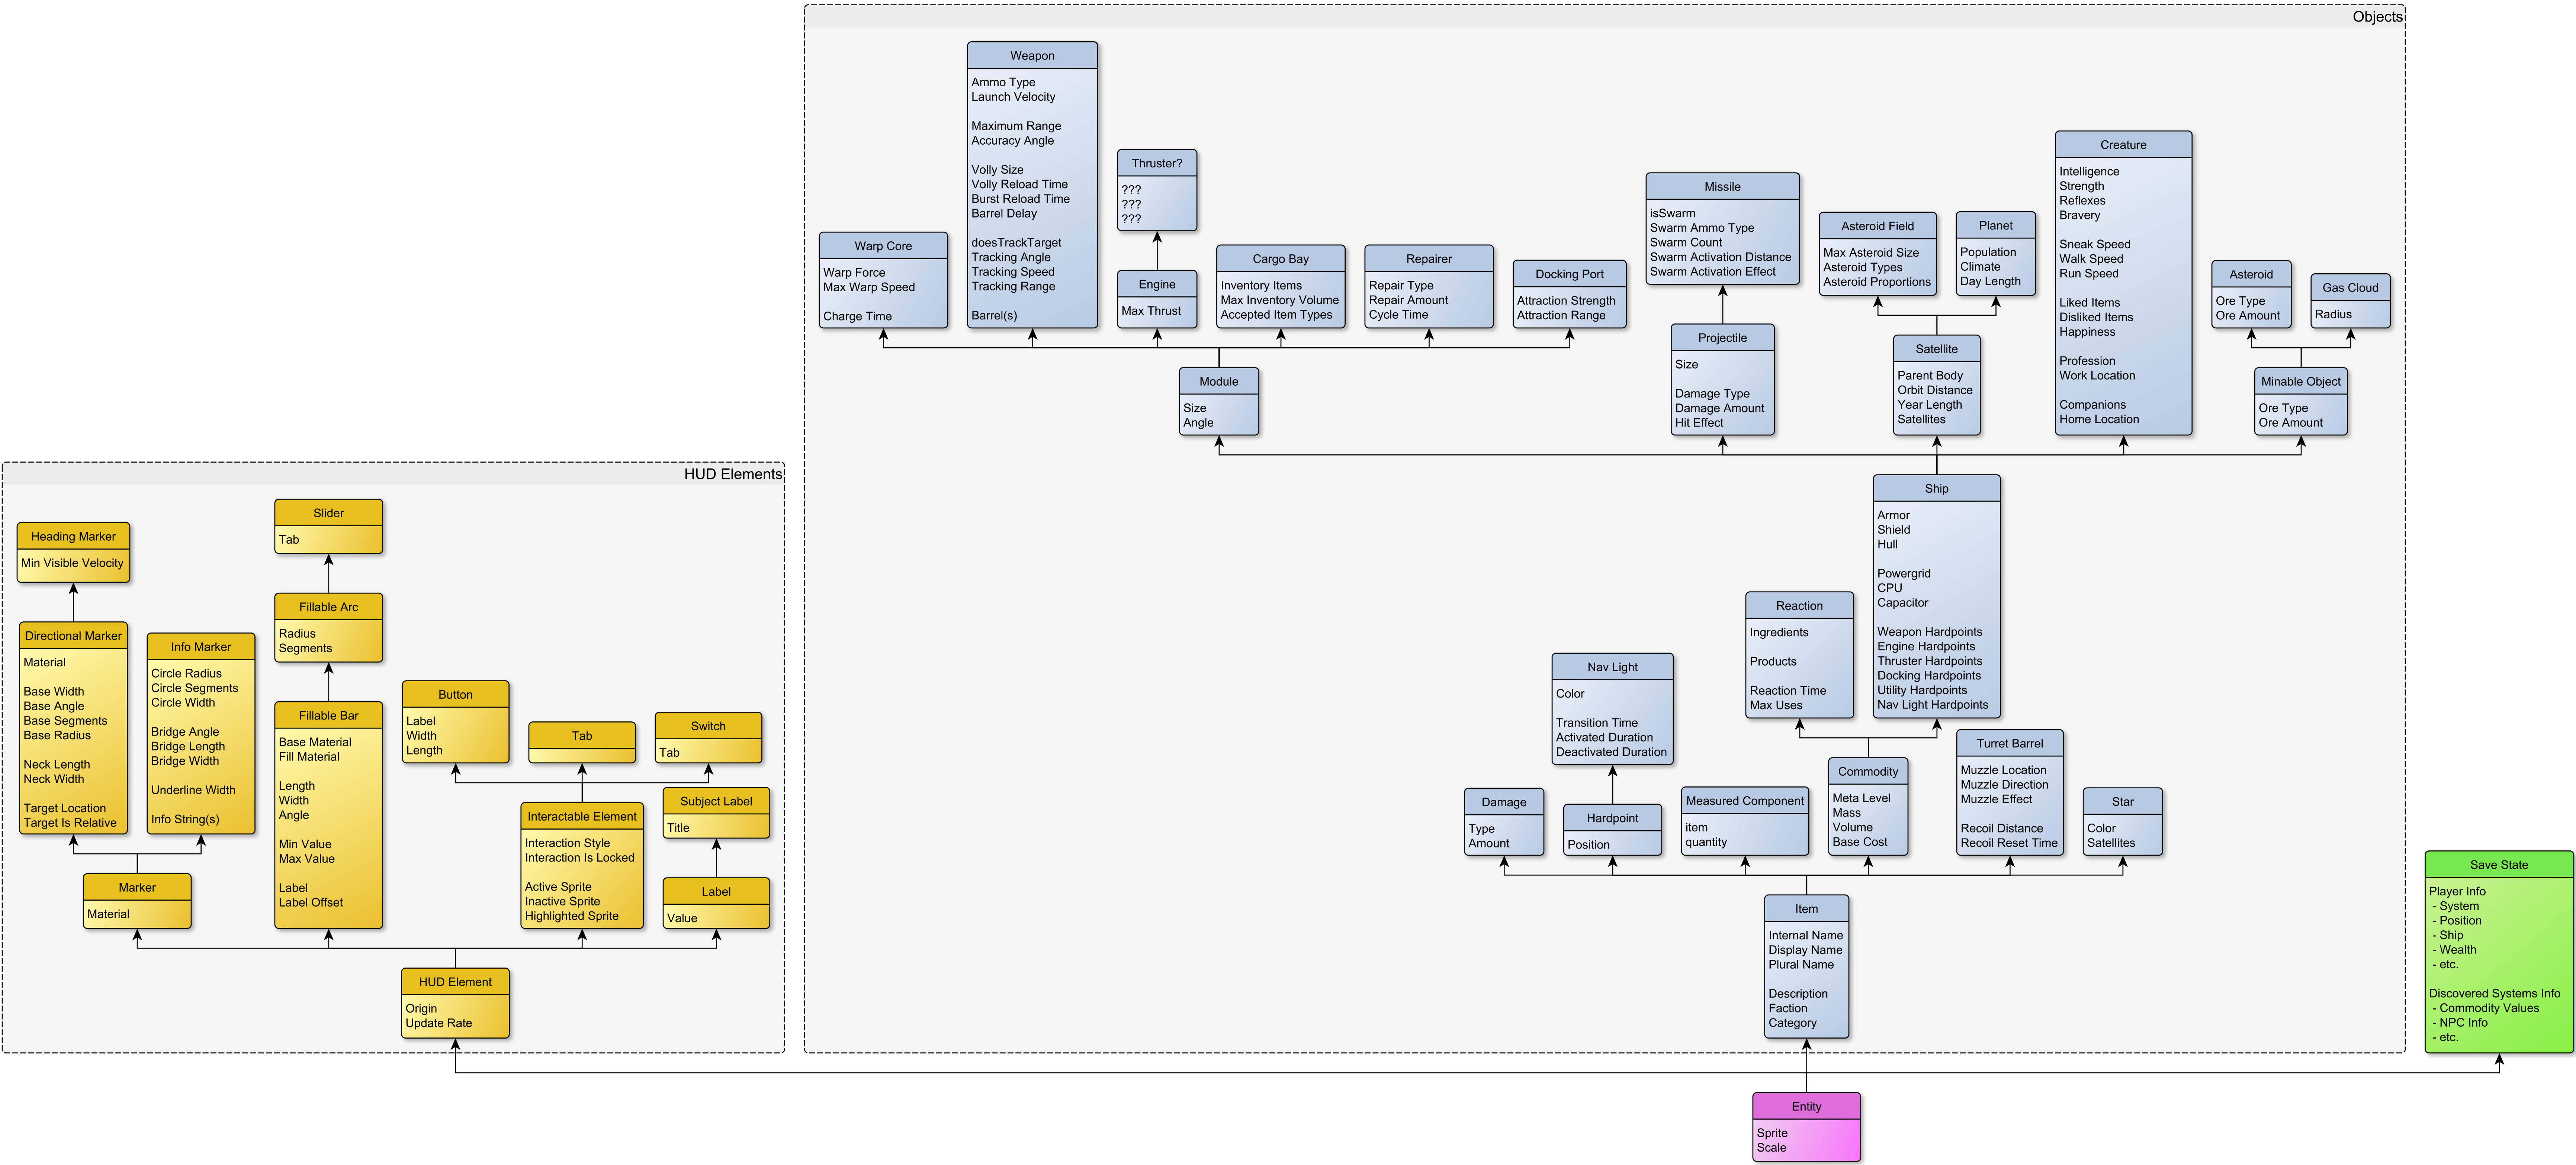 Objects
Weapon
Ammo Type
Launch Velocity
Maximum Range
Accuracy Angle
Volly Size
Volly Reload Time
Burst Reload Time
Barrel Delay
doesTrackTarget
Tracking Angle
Tracking Speed
Tracking Range
Barrel(s)
Thruster?
???
???
???
Warp Core
Warp Force
Max Warp Speed
Charge Time
Engine
Max Thrust
Cargo Bay
Inventory Items
Max Inventory Volume
Accepted Item Types
Repairer
Repair Type
Repair Amount
Cycle Time
Docking Port
Attraction Strength
Attraction Range
Missile
isSwarm
Swarm Ammo Type
Swarm Count
Swarm Activation Distance
Swarm Activation Effect
Asteroid Field
Max Asteroid Size
Asteroid Types
Asteroid Proportions
Planet
Population
Climate
Day Length
Creature
Intelligence
Strength
Reflexes
Bravery
Sneak Speed
Walk Speed
Run Speed
Liked Items
Disliked Items
Happiness
Profession
Work Location
Companions
Home Location
Asteroid
Ore Type
Ore Amount
Gas Cloud
Radius
Module
Size
Angle
Projectile
Size
Damage Type
Damage Amount
Hit Effect
Satellite
Parent Body
Orbit Distance
Year Length
Satellites
Minable Object
Ore Type
Ore Amount
Ship
Armor
Shield
Hull
Powergrid
CPU
Capacitor
Weapon Hardpoints
Engine Hardpoints
Thruster Hardpoints
Docking Hardpoints
Utility Hardpoints
Nav Light Hardpoints
Reaction
Ingredients
Products
Reaction Time
Max Uses
Nav Light
Color
Transition Time
Activated Duration
Deactivated Duration
Damage
Type
Amount
Hardpoint
Position
Measured Component
item
quantity
Commodity
Meta Level
Mass
Volume
Base Cost
Turret Barrel
Muzzle Location
Muzzle Direction
Muzzle Effect
Recoil Distance
Recoil Reset Time
Star
Color
Satellites
Item
Internal Name
Display Name
Plural Name
Description
Faction
Category
HUD Elements
Heading Marker
Min Visible Velocity
Slider
Tab
Directional Marker
Material
Base Width
Base Angle
Base Segments
Base Radius
Neck Length
Neck Width
Target Location
Target Is Relative
Info Marker
Circle Radius
Circle Segments
Circle Width
Bridge Angle
Bridge Length
Bridge Width
Underline Width
Info String(s)
Fillable Arc
Radius
Segments
Fillable Bar
Base Material
Fill Material
Length
Width
Angle
Min Value
Max Value
Label
Label Offset
Button
Label
Width
Length
Tab
Switch
Tab
Interactable Element
Interaction Style
Interaction Is Locked
Active Sprite
Inactive Sprite
Highlighted Sprite
Subject Label
Title
Label
Value
Marker
Material
HUD Element
Origin
Update Rate
Save State
Player Info
- System
- Position
- Ship
- Wealth
- etc.
Discovered Systems Info
- Commodity Values
- NPC Info
- etc.
Entity
Sprite
Scale